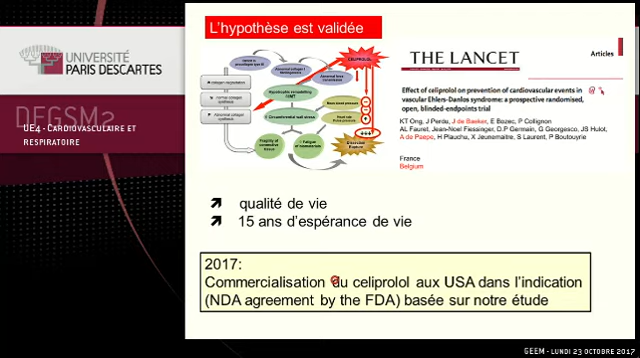 UNIVERSITÉ
PARIS DESCARTES
DFGSM2
UE4 - CARDIOVASCULAIRE ET
RESPIRATOIRE
L'hypothèse est validée
CELIPROLOL
THE LANCET
Articles
Effect of celiprolol on prevention of cardiovascular events in
vascular Ehlers-Danlos syndrome: a prospective randomised,
open, blinded-endpoints trial
KT Ong, J Perdu, J de Backer, E Bozec, P Collignon
AL Fauret, Jean-Noel Fiessinger, D.P Germain, G Georgesco, JS Hulot,
A de Paepe, H Plauchu, X Jeunemaitre, S Laurent, P Boutouyrie
France
Belgium
qualité de vie
15 ans d'espérance de vie
2017:
Commercialisation du celiprolol aux USA dans l'indication
(NDA agreement by the FDA) basée sur notre étude
GEEM - LUNDI 23 OCTOBRE 2017